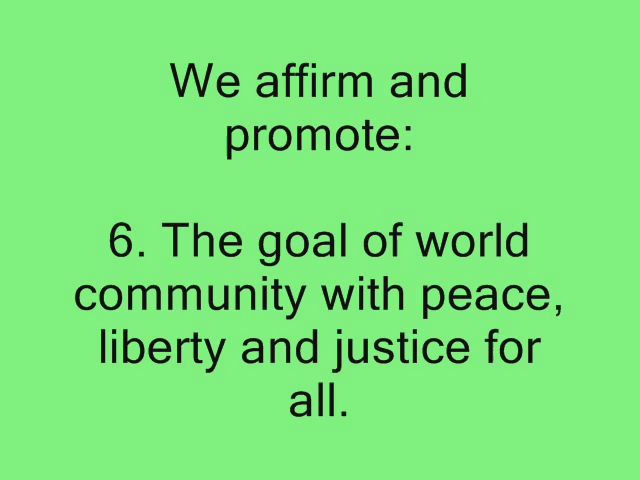 We affirm and
promote:
6. The goal of world
community with peace,
liberty and justice for
all.